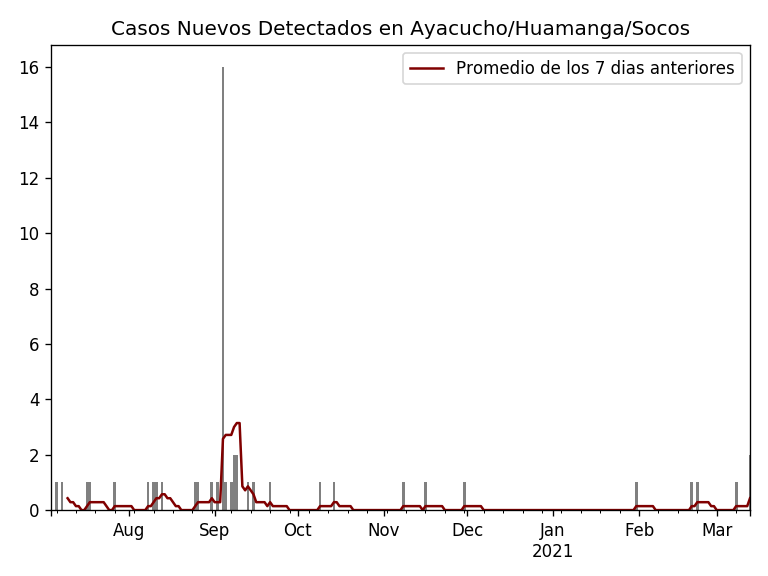 Casos Nuevos Detectados en Ayacucho/Huamanga/Socos
Promedio de los 7 dias anteriores
16
14
12
10
8
6
4
2
0
Aug
Sep
Oct
Nov
Dec
Jan
2021
Feb
Mar